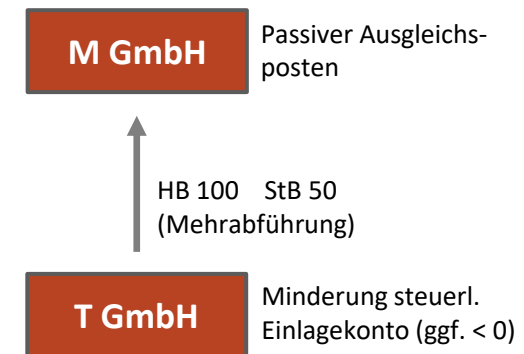 M GmbH
Passiver Ausgleichs-
posten
HB 100 StB 50
(Mehrabführung)
T GmbH
Minderung steuerl.
Einlagekonto (ggf. < 0)